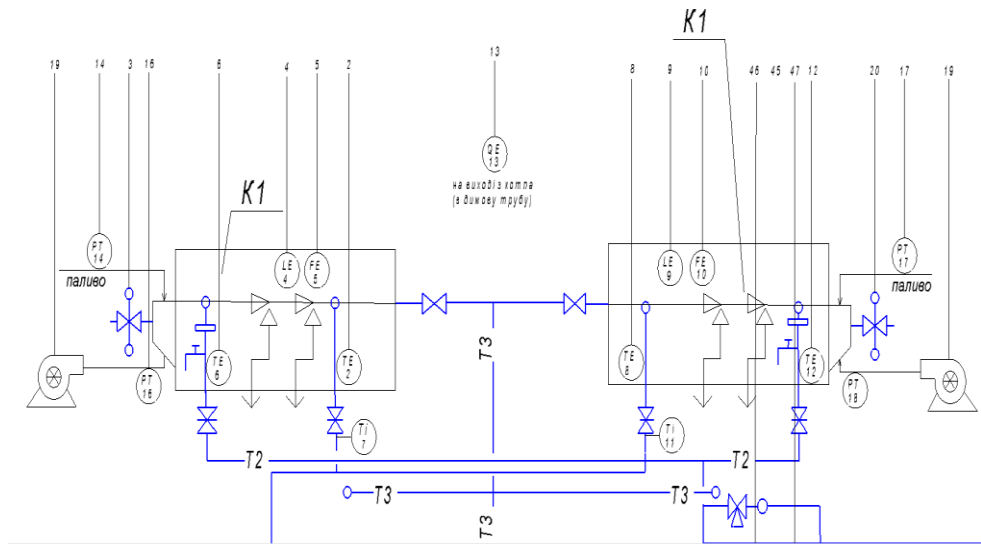 K1
19 14 3 16 6 4 5 2 13 8 9 10 46 45 47 12 20 17 19
QE 13
на виході з котла
(в димову трубу)
K1
PT 14
LE 4
FE 5
LE 9
FE 10
PT 17
паливо
паливо
T3
TE 6
TE 2
TE 8
TE 12
PT 16
PT 18
Ti 7
Ti 11
T2
T2
T3
T3
T3